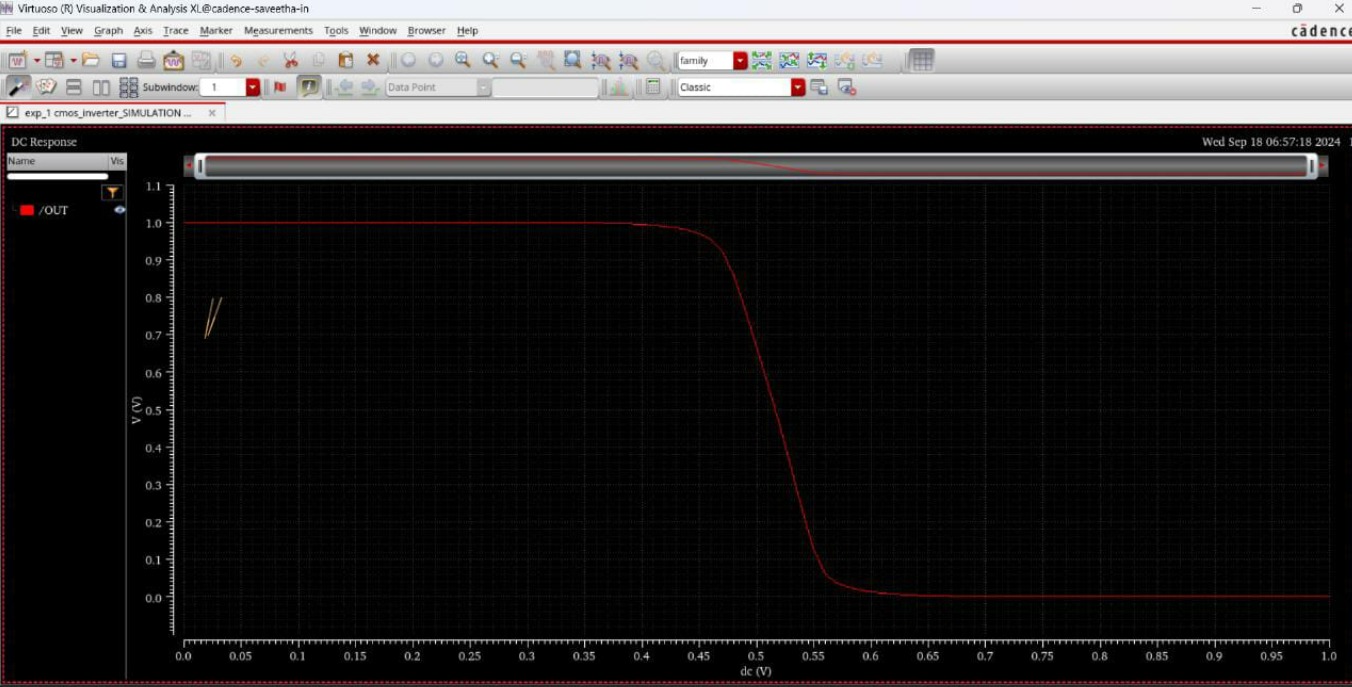 Virtuoso (R) Visualization & Analysis XL@cadence-saveetha-in
File Edit View Graph Axis Trace Marker Measurements Tools Window Browser Help
cādence
family
Subwindow: 1
Data Point
Classic
exp_1 cmos_inverter_SIMULATION ...
DC Response
Wed Sep 18 06:57:18 2024
Name Vis
/OUT
1.1
1.0
0.9
0.8
0.7
0.6
0.5
0.4
0.3
0.2
0.1
0.0
V (V)
0.0 0.05 0.1 0.15 0.2 0.25 0.3 0.35 0.4 0.45 0.5 0.55 0.6 0.65 0.7 0.75 0.8 0.85 0.9 0.95 1.0
dc (V)